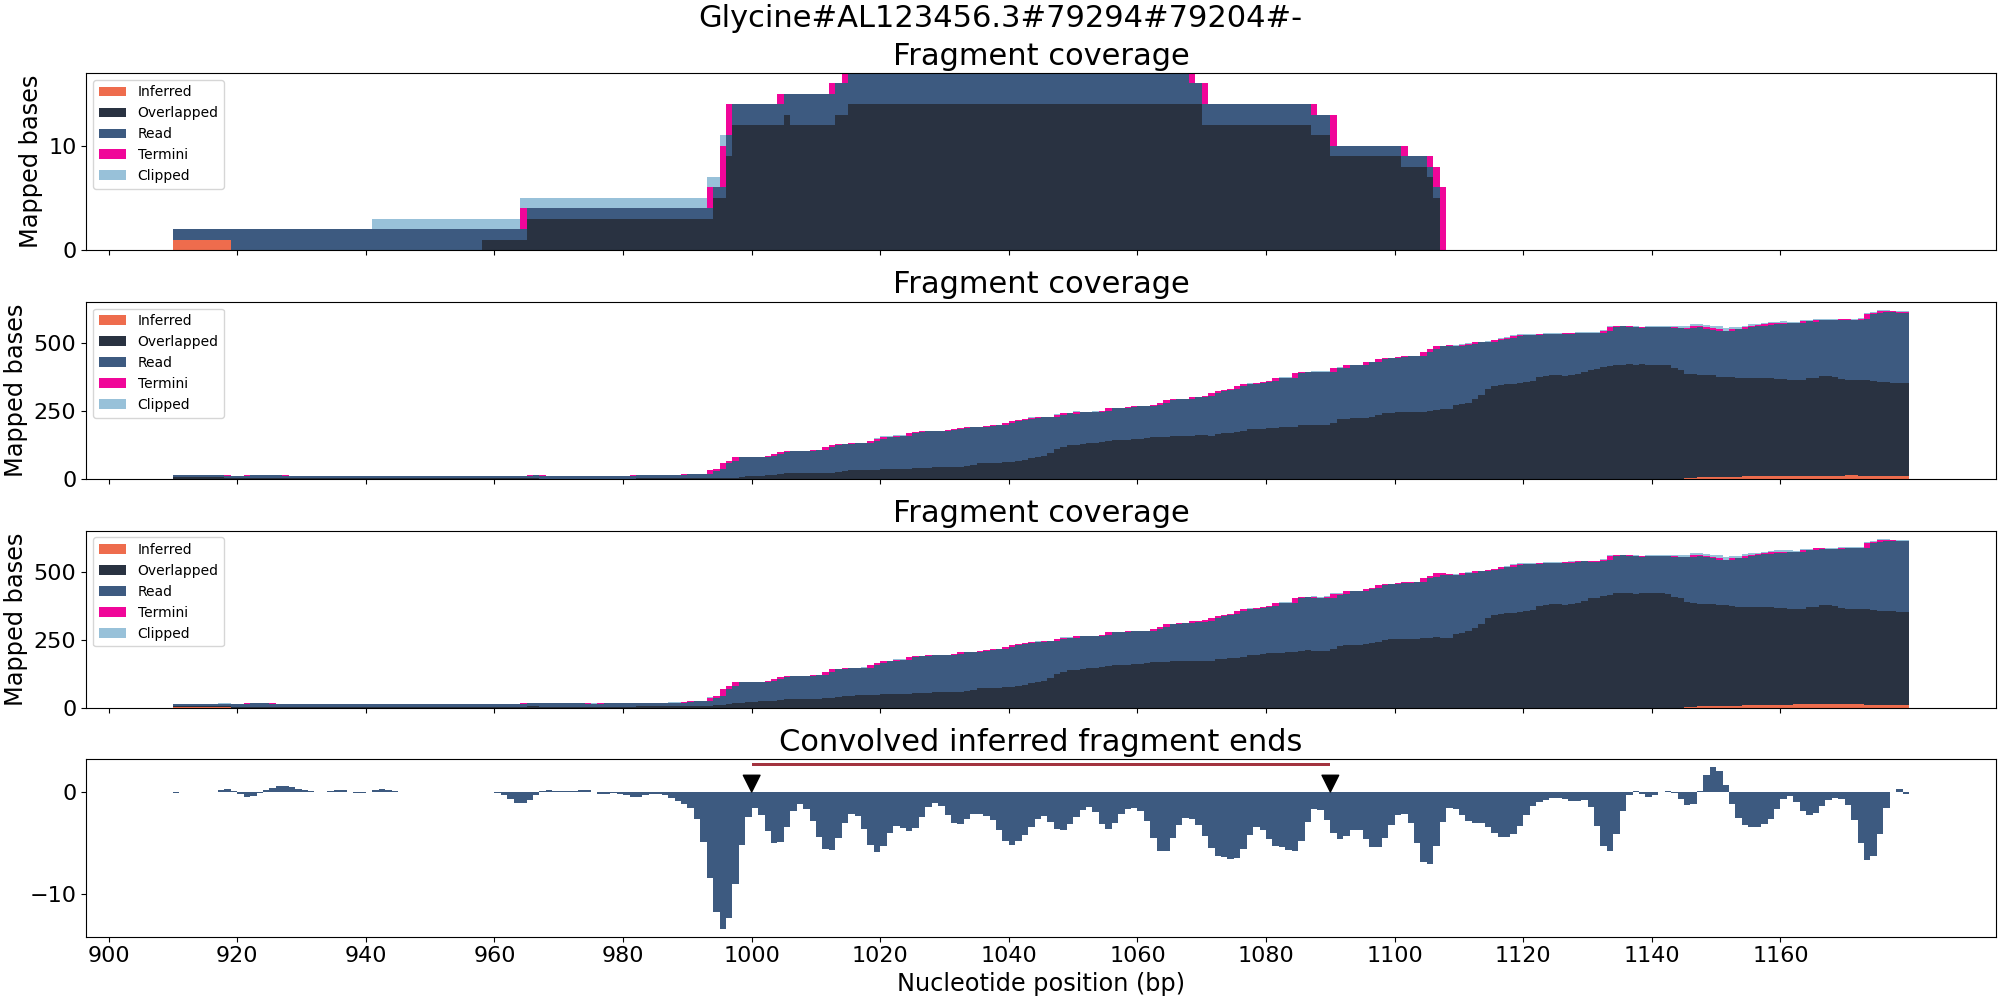 Glycine#AL123456.3#79294#79204#-
Fragment coverage
Mapped bases
10
0
Inferred
Overlapped
Read
Termini
Clipped
Fragment coverage
Mapped bases
500
250
0
Inferred
Overlapped
Read
Termini
Clipped
Fragment coverage
Mapped bases
500
250
0
Inferred
Overlapped
Read
Termini
Clipped
Convolved inferred fragment ends
0
−10
900 920 940 960 980 1000 1020 1040 1060 1080 1100 1120 1140 1160
Nucleotide position (bp)